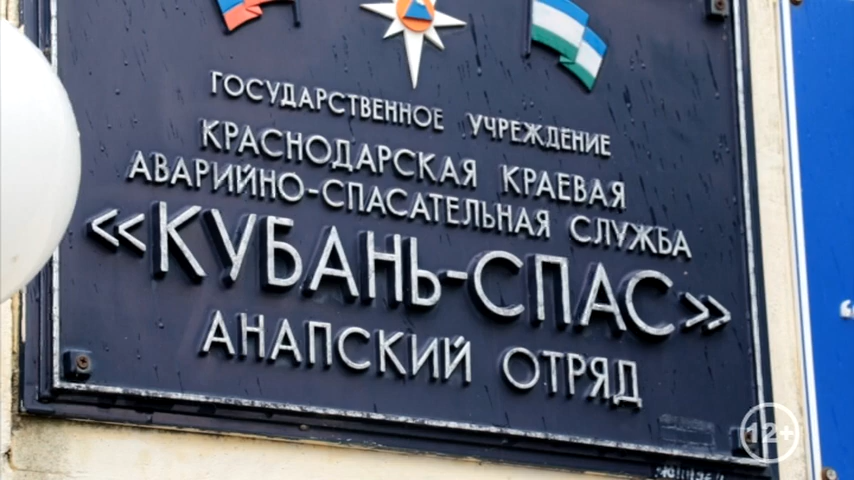 ГОСУДАРСТВЕННОЕ УЧРЕЖДЕНИЕ
КРАСНОДАРСКАЯ КРАЕВАЯ
АВАРИЙНО-СПАСАТЕЛЬНАЯ СЛУЖБА
«КУБАНЬ-СПАС»
АНАПСКИЙ ОТРЯД
12+